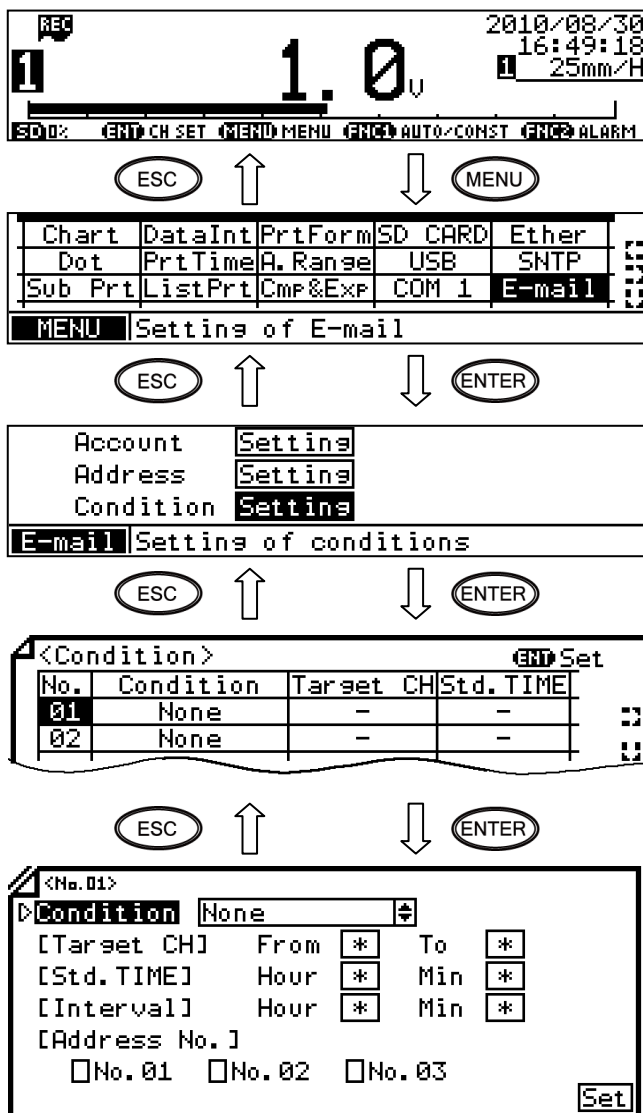 REC 2010/08/30
16:49:18
1 1.0V 1 25mm/H
SD 0% ENT CH SET MENU MENU FNC1 AUTO/CONST FNC2 ALARM
ESC MENU
Chart DataInt PrtForm SD CARD Ether
Dot PrtTime A.Range USB SNTP
Sub Prt ListPrt Cmp&Exp COM 1 E-mail
MENU Setting of E-mail
ESC ENTER
Account Setting
Address Setting
Condition Setting
E-mail Setting of conditions
ESC ENTER
<Condition> ENT Set
No. Condition Target CH Std.TIME
01 None – –
02 None – –
ESC ENTER
<No.01>
Condition None
[Target CH] From * To *
[Std.TIME] Hour * Min *
[Interval] Hour * Min *
[Address No.]
No.01 No.02 No.03
Set